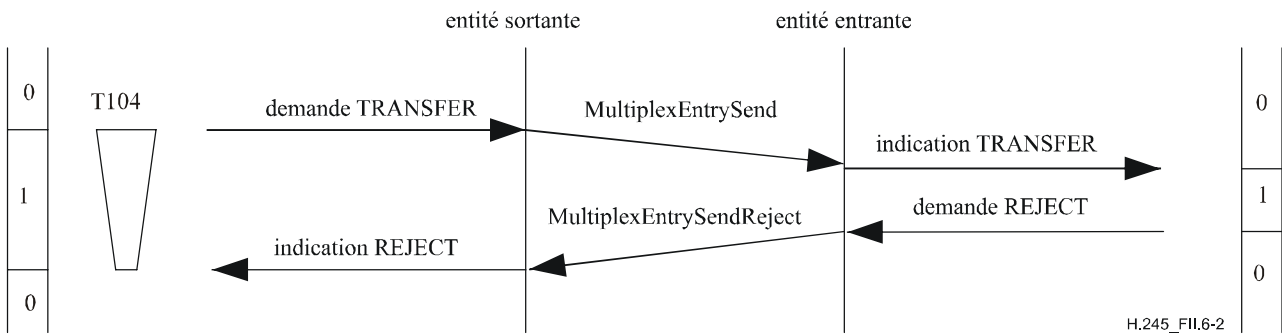 entité sortante
entité entrante
0
T104
demande TRANSFER
MultiplexEntrySend
0
indication TRANSFER
1
MultiplexEntrySendReject
demande REJECT
1
indication REJECT
0
0
H.245_FII.6-2